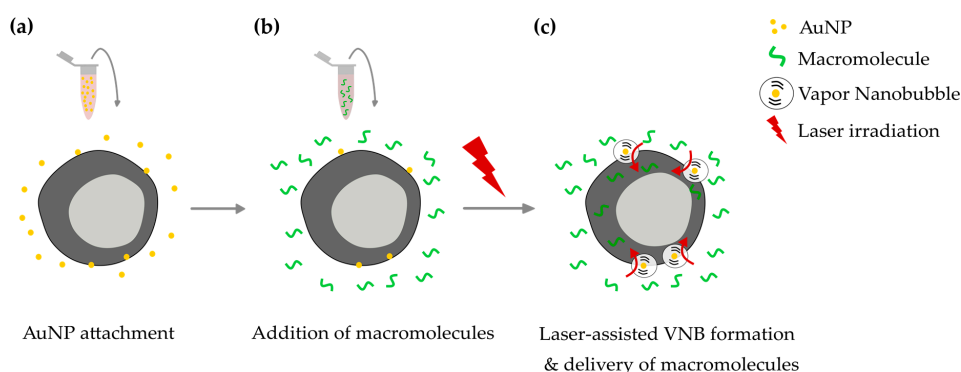 (a)
(b)
(c)
AuNP
Macromolecule
Vapor Nanobubble
Laser irradiation
AuNP attachment
Addition of macromolecules
Laser-assisted VNB formation
& delivery of macromolecules